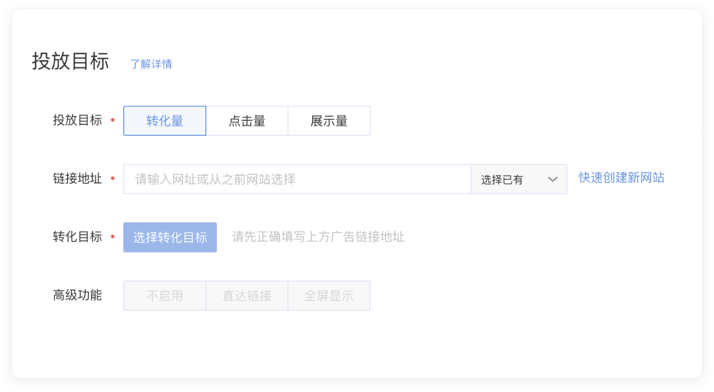 投放目标 了解详情
投放目标 • 转化量 点击量 展示量
链接地址 • 请输入网址或从之前网站选择 选择已有 快速创建新网站
转化目标 • 选择转化目标 请先正确填写上方广告链接地址
高级功能 不启用 直达链接 全屏显示